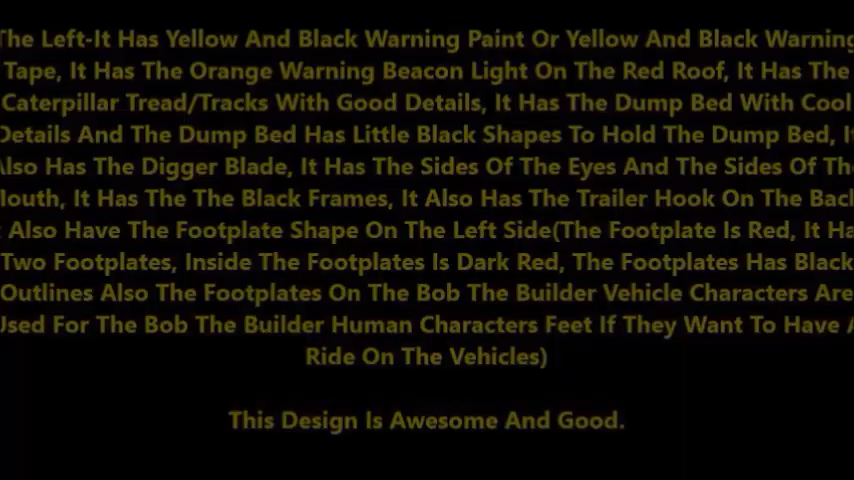 The Left-It Has Yellow And Black Warning Paint Or Yellow And Black Warning
Tape, It Has The Orange Warning Beacon Light On The Red Roof, It Has The
Caterpillar Tread/Tracks With Good Details, It Has The Dump Bed With Cool
Details And The Dump Bed Has Little Black Shapes To Hold The Dump Bed,
Also Has The Digger Blade, It Has The Sides Of The Eyes And The Sides Of The
Mouth, It Has The The Black Frames, It Also Has The Trailer Hook On The Back
Also Have The Footplate Shape On The Left Side(The Footplate Is Red, It
Two Footplates, Inside The Footplates Is Dark Red, The Footplates Has Black
Outlines Also The Footplates On The Bob The Builder Vehicle Characters Are
Used For The Bob The Builder Human Characters Feet If They Want To Have A
Ride On The Vehicles)
This Design Is Awesome And Good.